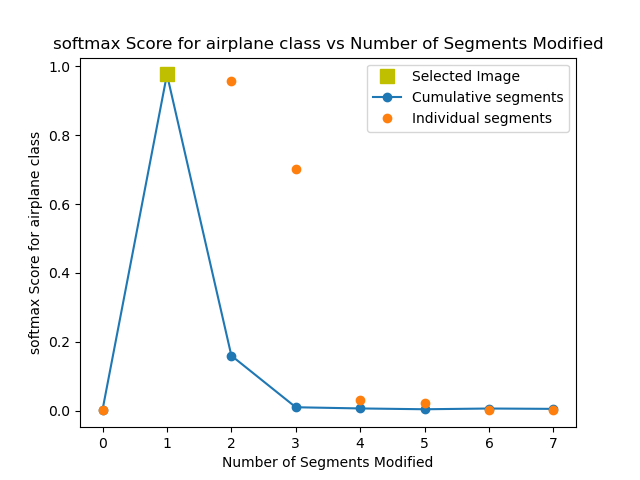 softmax Score for airplane class vs Number of Segments Modified
Selected Image
Cumulative segments
Individual segments
softmax Score for airplane class
1.0
0.8
0.6
0.4
0.2
0.0
0 1 2 3 4 5 6 7
Number of Segments Modified